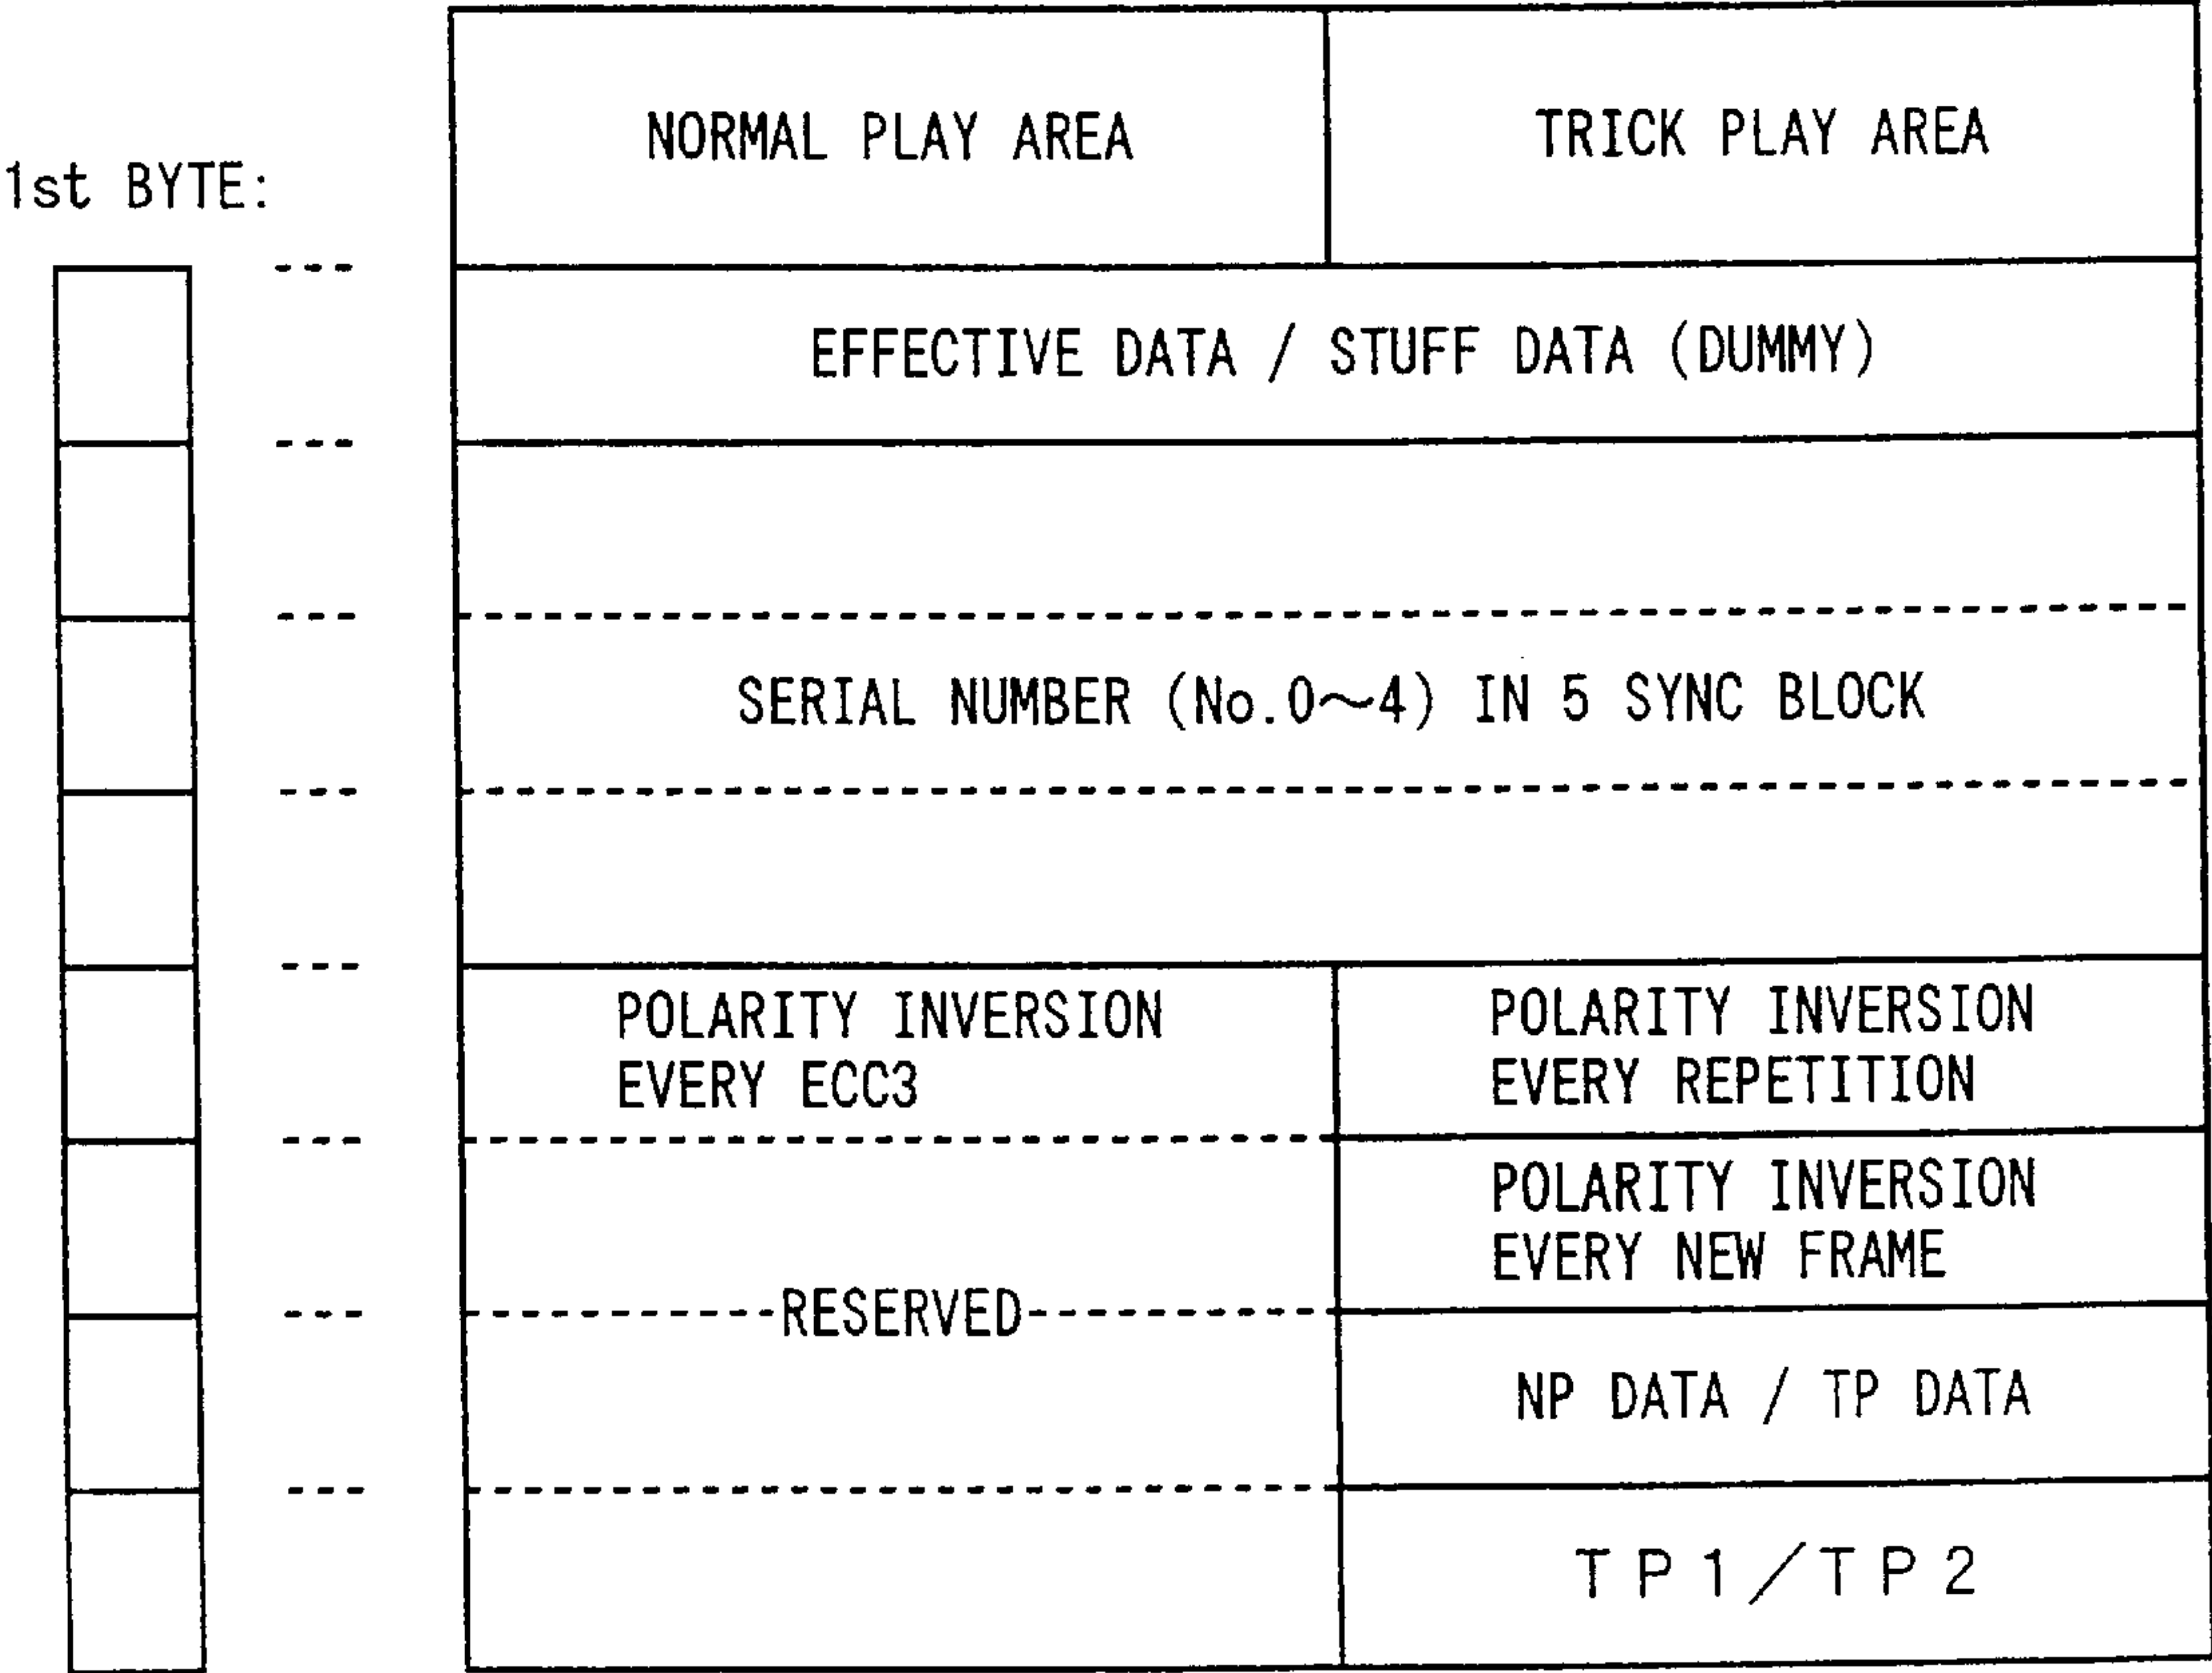 NORMAL PLAY AREA
TRICK PLAY AREA
1st BYTE:
EFFECTIVE DATA / STUFF DATA (DUMMY)
SERIAL NUMBER (No.0〜4) IN 5 SYNC BLOCK
POLARITY INVERSION
EVERY ECC3
POLARITY INVERSION
EVERY REPETITION
POLARITY INVERSION
EVERY NEW FRAME
RESERVED
NP DATA / TP DATA
TP1/TP2